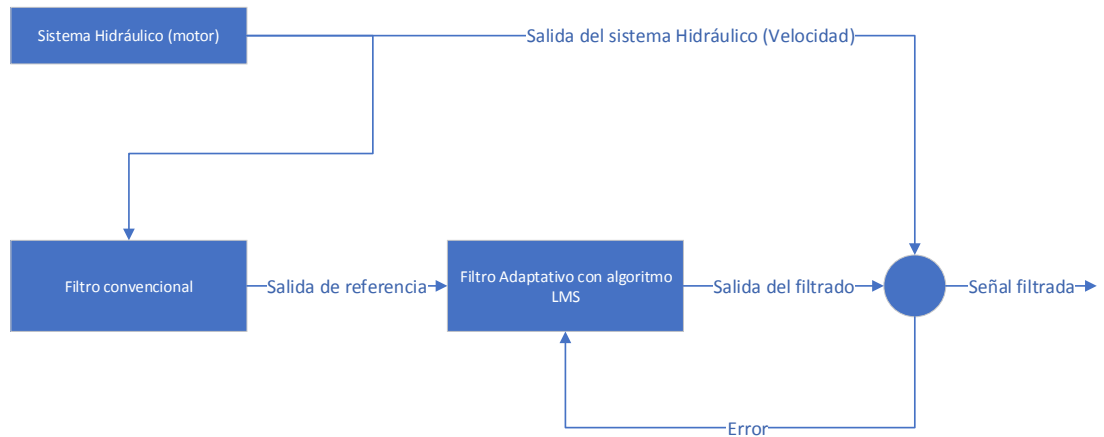 Sistema Hidráulico (motor)
Salida del sistema Hidráulico (Velocidad)
Filtro convencional
Salida de referencia
Filtro Adaptativo con algoritmo
LMS
Salida del filtrado
Señal filtrada
Error